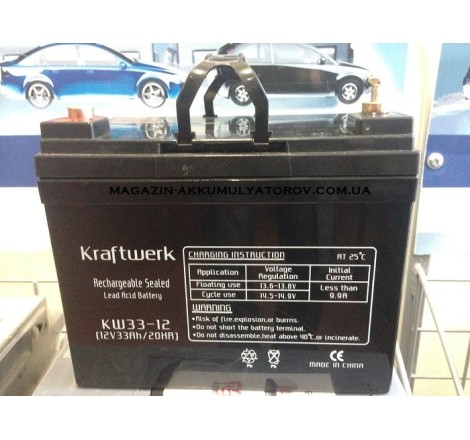 MAGAZIN-AKKUMULYATOROV.COM.UA
Kraftwerk
Rechargeable Sealed
Lead Acid Battery
KW33-12
(12V33Ah/20HR)
CHARGING INSTRUCTION AT 25°C
Application Voltage Regulation Initial Current
Floating use 13.6-13.8V Less than 9.9A
Cycle use 14.5-14.9V
WARNING
•Risk of fire,explosion,or burns.
•Do not short the battery terminal.
•Do not disassemble,heat above 40°C,or incinerate.
Pb Pb CE
MADE IN CHINA